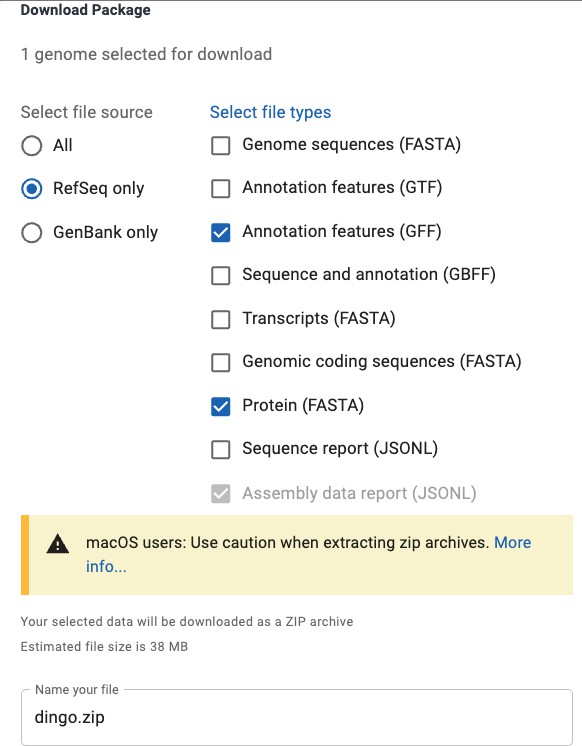 Download Package
1 genome selected for download
Select file source
All
RefSeq only
GenBank only
Select file types
Genome sequences (FASTA)
Annotation features (GTF)
Annotation features (GFF)
Sequence and annotation (GBFF)
Transcripts (FASTA)
Genomic coding sequences (FASTA)
Protein (FASTA)
Sequence report (JSONL)
Assembly data report (JSONL)
macOS users: Use caution when extracting zip archives. More
info...
Your selected data will be downloaded as a ZIP archive
Estimated file size is 38 MB
Name your file
dingo.zip